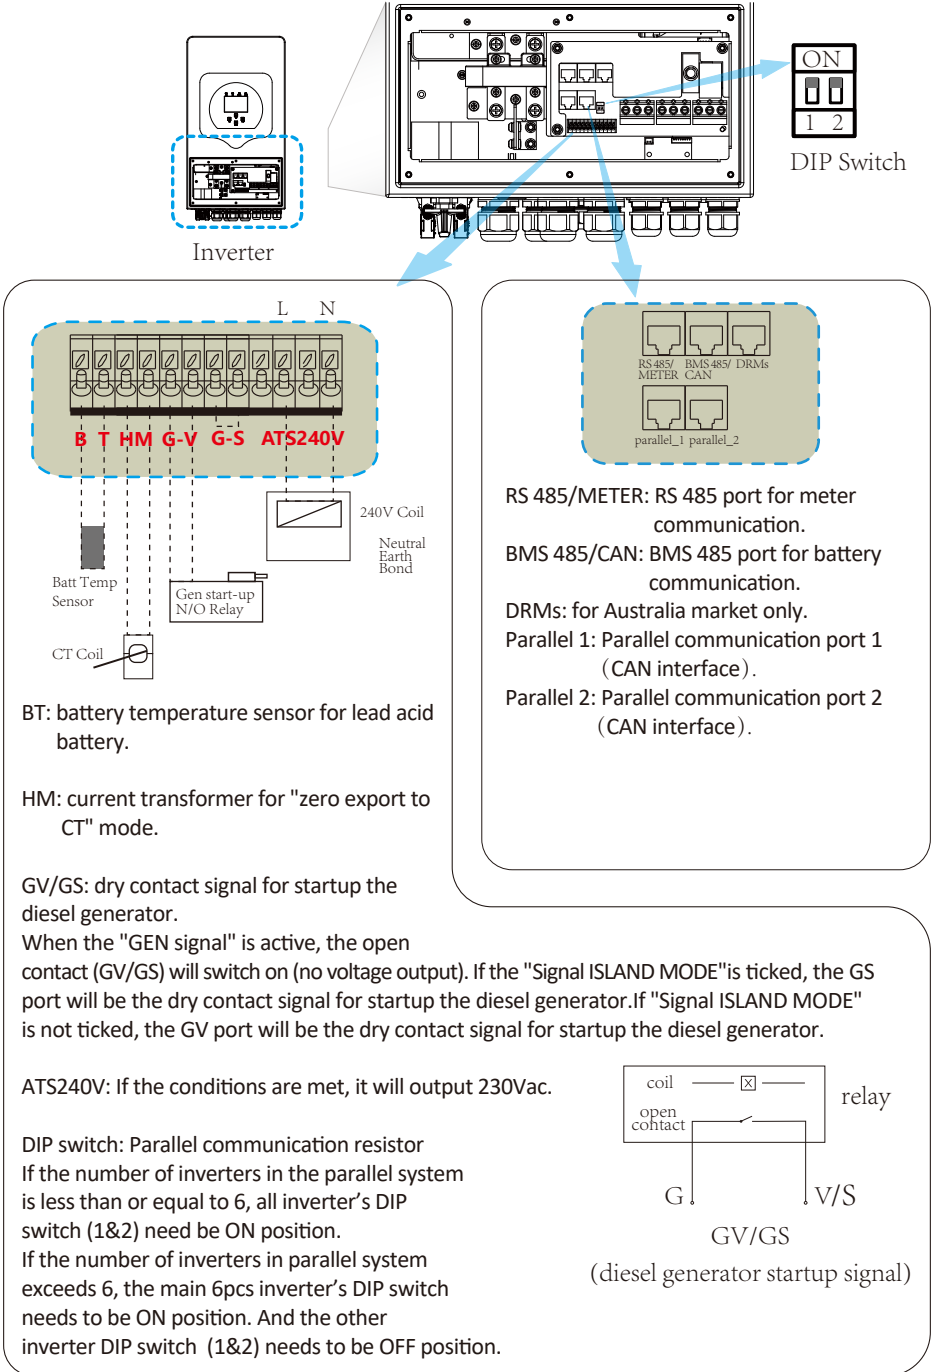 ON
1 2
DIP Switch
Inverter
L N
B T HM G-V G-S ATS240V
240V Coil
Neutral
Earth
Bond
Batt Temp
Sensor
Gen start-up
N/O Relay
CT Coil
RS 485/
METER
BMS 485/
CAN
DRMs
parallel_1 parallel_2
RS 485/METER: RS 485 port for meter
communication.
BMS 485/CAN: BMS 485 port for battery
communication.
DRMs: for Australia market only.
Parallel 1: Parallel communication port 1
（CAN interface）.
Parallel 2: Parallel communication port 2
（CAN interface）.
BT: battery temperature sensor for lead acid
battery.
HM: current transformer for "zero export to
CT" mode.
GV/GS: dry contact signal for startup the
diesel generator.
When the "GEN signal" is active, the open
contact (GV/GS) will switch on (no voltage output). If the "Signal ISLAND MODE"is ticked, the GS
port will be the dry contact signal for startup the diesel generator.If "Signal ISLAND MODE"
is not ticked, the GV port will be the dry contact signal for startup the diesel generator.
ATS240V: If the conditions are met, it will output 230Vac.
DIP switch: Parallel communication resistor
If the number of inverters in the parallel system
is less than or equal to 6, all inverter’s DIP
switch (1&2) need be ON position.
If the number of inverters in parallel system
exceeds 6, the main 6pcs inverter’s DIP switch
needs to be ON position. And the other
inverter DIP switch (1&2) needs to be OFF position.
coil
open
contact
relay
G V/S
GV/GS
(diesel generator startup signal)